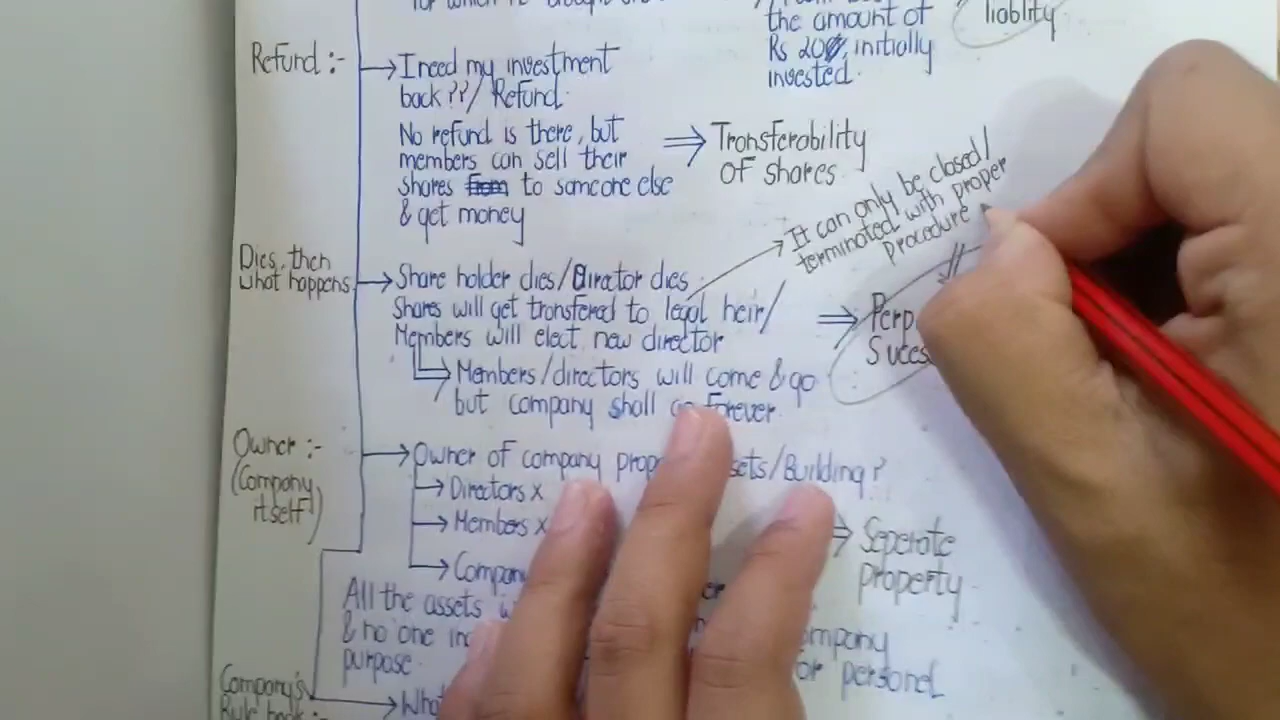 the amount of
Rs 200, initially
invested.
liablity
Refund :-
I need my investment
back ??/ Refund.
No refund is there, but
members can sell their
shares from to someone else
& get money
Transferability
of shares
It can only be closed/
terminated with proper
procedure
Dies, then
what happens
Share holder dies/Director dies
Shares will get transfered to legal heir/
Members will elect new director
Members/directors will come & go
but company shall go forever.
Owner :-
(Company
itself)
Owner of company sets/Building ?
Directors x
Members x
Seperate
property
All the assets
& no one
purpose.
or personal
Company's